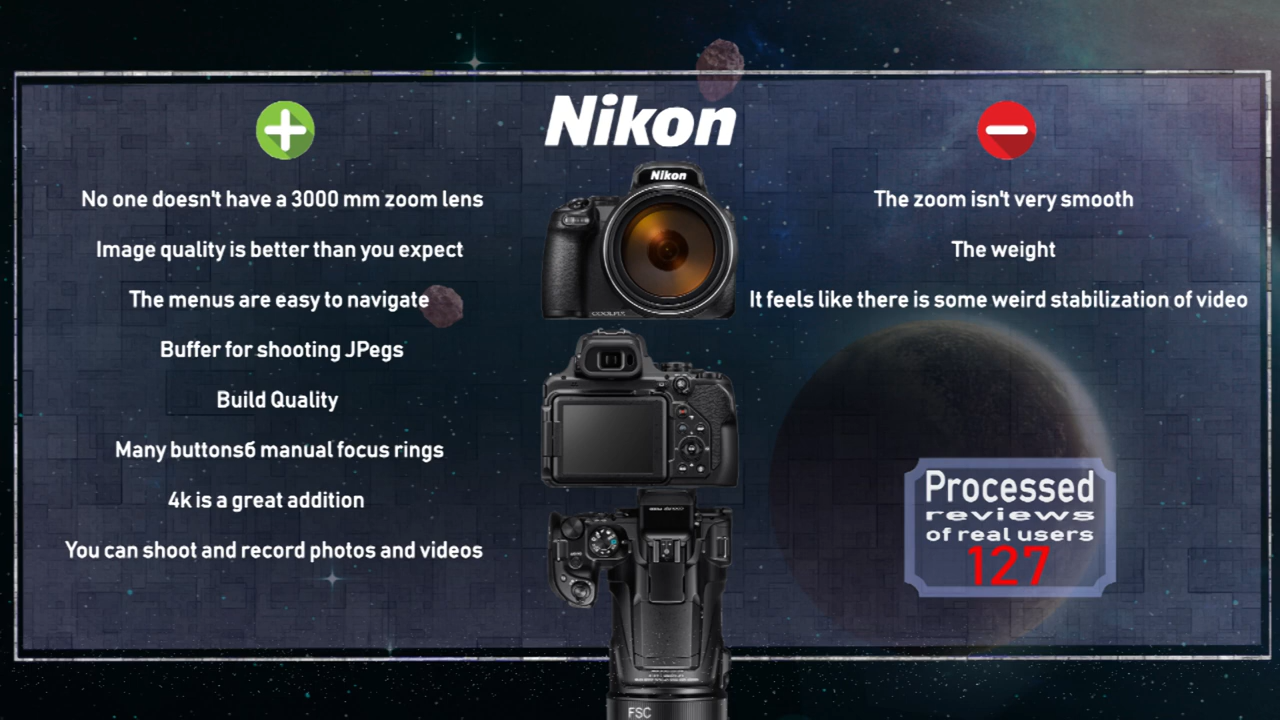 Nikon
No one doesn't have a 3000 mm zoom lens
Image quality is better than you expect
The menus are easy to navigate
Buffer for shooting JPegs
Build Quality
Many buttons6 manual focus rings
4k is a great addition
You can shoot and record photos and videos
Nikon
COOLPIX
The zoom isn't very smooth
The weight
It feels like there is some weird stabilization of video
Processed
reviews
of real users
127
FSC